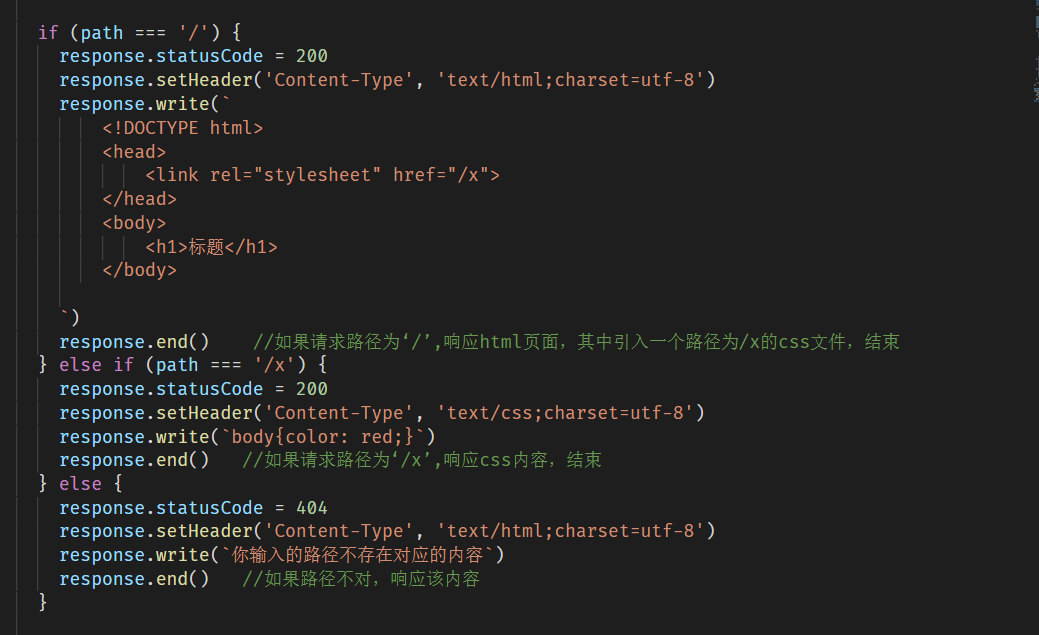 if (path === '/') {
response.statusCode = 200
response.setHeader('Content-Type', 'text/html;charset=utf-8')
response.write(`
<!DOCTYPE html>
<head>
<link rel="stylesheet" href="/x">
</head>
<body>
<h1>标题</h1>
</body>
`)
response.end()    //如果请求路径为‘/’,响应html页面，其中引入一个路径为/x的css文件，结束
} else if (path === '/x') {
response.statusCode = 200
response.setHeader('Content-Type', 'text/css;charset=utf-8')
response.write(`body{color: red;}`)
response.end()   //如果请求路径为‘/x’,响应css内容，结束
} else {
response.statusCode = 404
response.setHeader('Content-Type', 'text/html;charset=utf-8')
response.write(`你输入的路径不存在对应的内容`)
response.end()   //如果路径不对，响应该内容
}